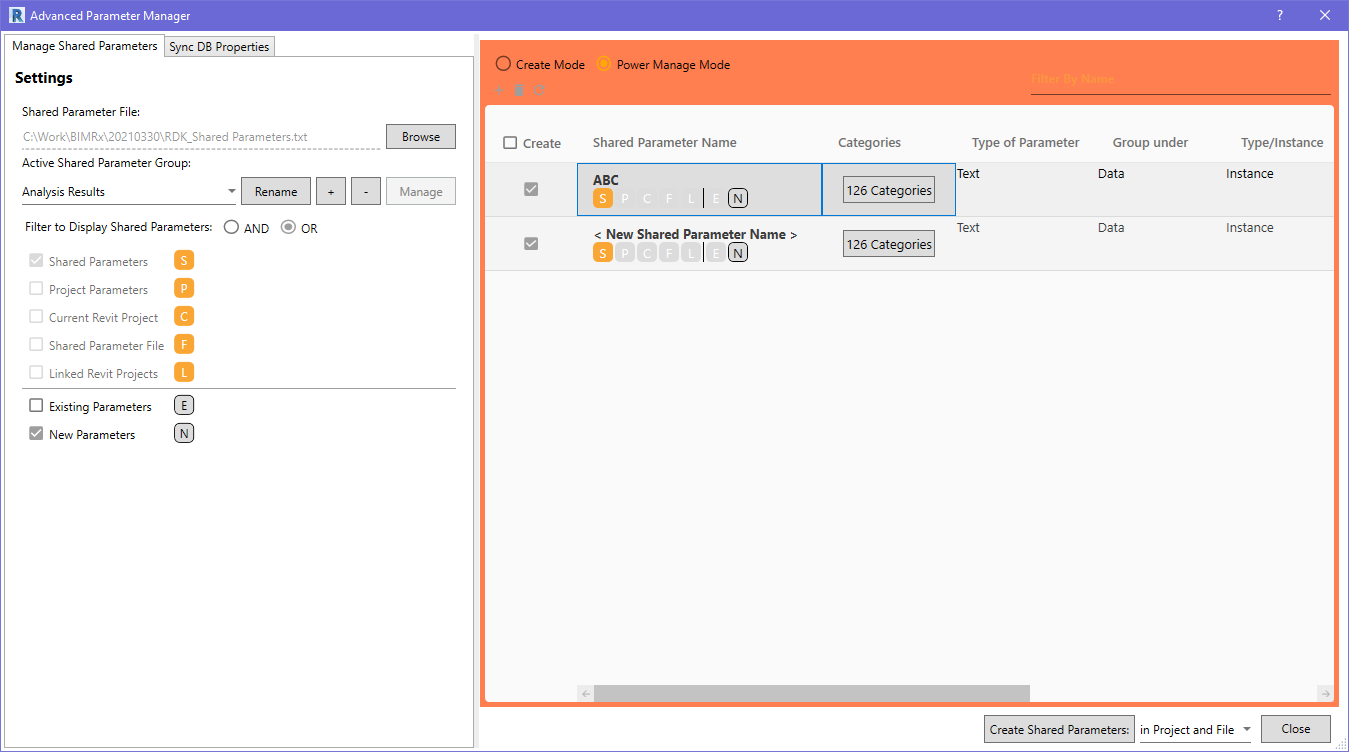 R Advanced Parameter Manager ?
Manage Shared Parameters Sync DB Properties
Settings
Shared Parameter File:
C:\Work\BIMRx\20210330\RDK_Shared Parameters.txt Browse
Active Shared Parameter Group:
Analysis Results Rename + - Manage
Filter to Display Shared Parameters: AND OR
Shared Parameters S
Project Parameters P
Current Revit Project C
Shared Parameter File F
Linked Revit Projects L
Existing Parameters E
New Parameters N
Create Mode Power Manage Mode
Filter By Name
Create Shared Parameter Name Categories Type of Parameter Group under Type/Instance
ABC 126 Categories Text Data Instance
S P C F L E N
< New Shared Parameter Name > 126 Categories Text Data Instance
S P C F L E N
Create Shared Parameters: in Project and File Close